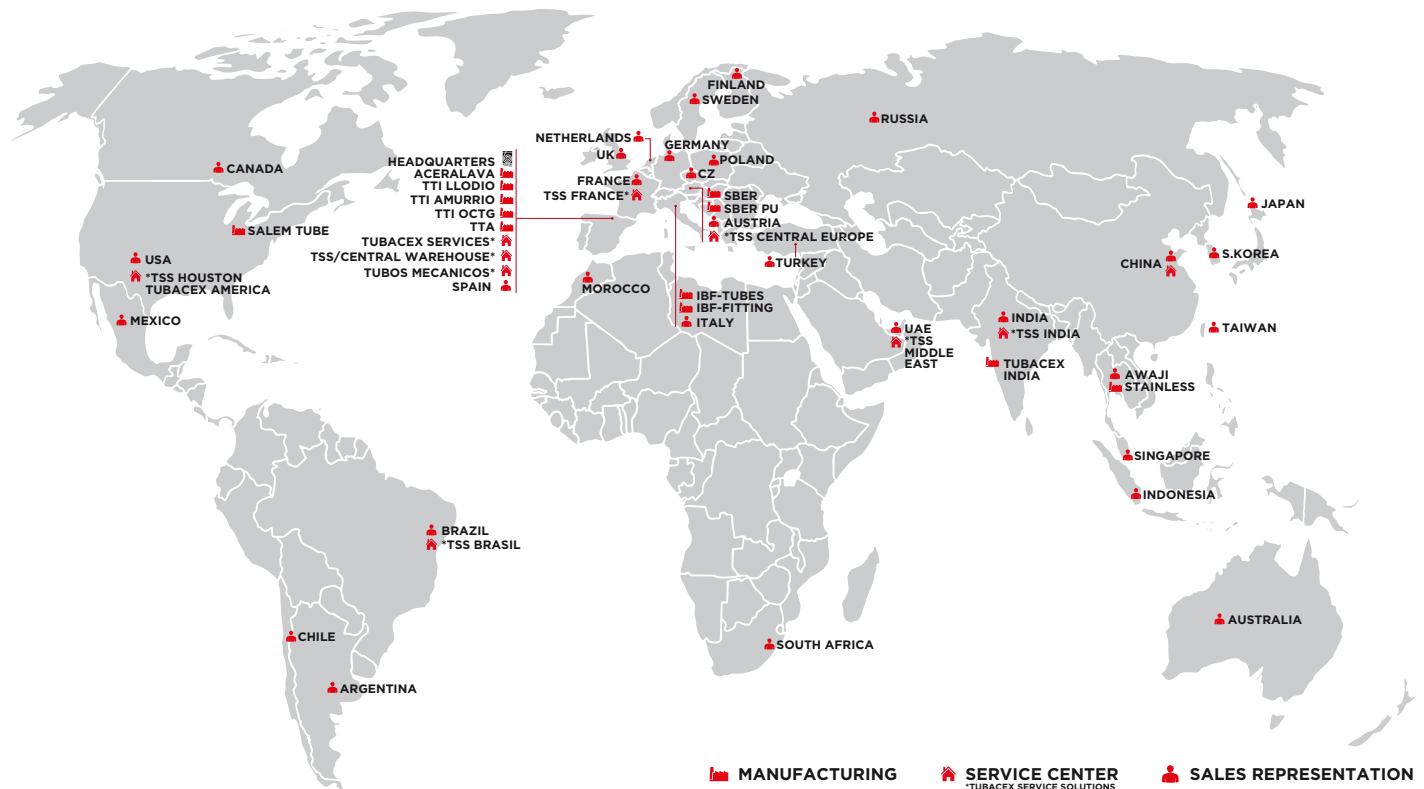 FINLAND
SWEDEN
RUSSIA
NETHERLANDS
GERMANY
UK
POLAND
CZ
CANADA
HEADQUARTERS
ACERALAVA
TTI LLODIO
TTI AMURRIO
TTI OCTG
TTA
TUBACEX SERVICES*
TSS/CENTRAL WAREHOUSE*
TUBOS MECANICOS*
SPAIN
FRANCE
TSS FRANCE*
SBER
SBER PU
AUSTRIA
*TSS CENTRAL EUROPE
TURKEY
JAPAN
SALEM TUBE
USA
*TSS HOUSTON
TUBACEX AMERICA
MEXICO
MOROCCO
IBF-TUBES
IBF-FITTING
ITALY
CHINA
S.KOREA
TAIWAN
UAE
*TSS
MIDDLE
EAST
INDIA
*TSS INDIA
TUBACEX
INDIA
AWAJI
STAINLESS
SINGAPORE
INDONESIA
BRAZIL
*TSS BRASIL
CHILE
ARGENTINA
SOUTH AFRICA
AUSTRALIA
MANUFACTURING
SERVICE CENTER
*TUBACEX SERVICE SOLUTIONS
SALES REPRESENTATION